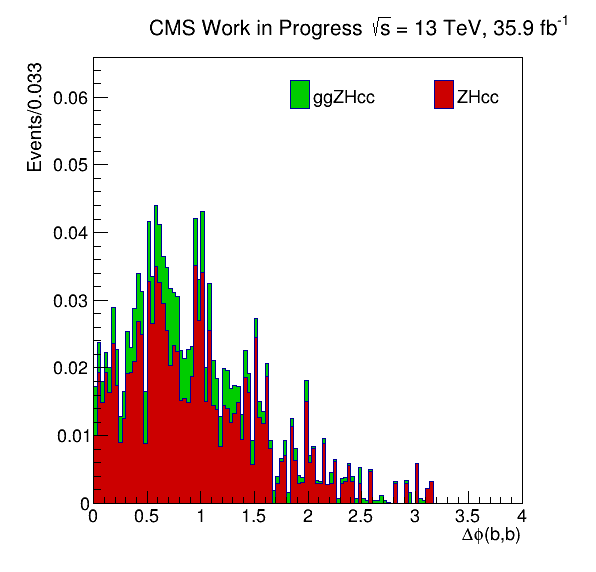 CMS Work in Progress √s = 13 TeV, 35.9 fb⁻¹
Events/0.033
ggZHcc ZHcc
0.06
0.05
0.04
0.03
0.02
0.01
0
0 0.5 1 1.5 2 2.5 3 3.5 4
Δϕ(b,b)